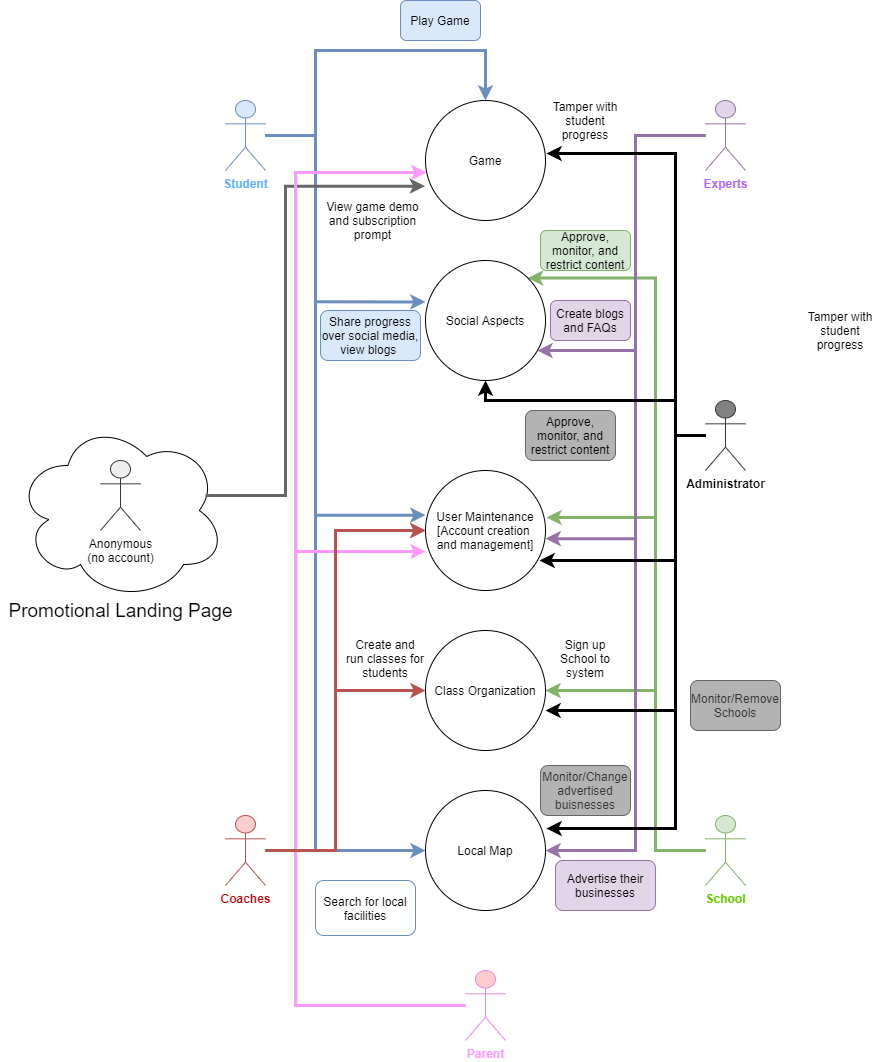 Play Game
Tamper with
student
progress
Game
Student
Experts
View game demo
and subscription
prompt
Approve,
monitor, and
restrict content
Share progress
over social media,
view blogs
Social Aspects
Create blogs
and FAQs
Tamper with
student
progress
Approve,
monitor, and
restrict content
Administrator
Anonymous
(no account)
Promotional Landing Page
User Maintenance
[Account creation
and management]
Create and
run classes for
students
Sign up
School to
system
Class Organization
Monitor/Remove
Schools
Monitor/Change
advertised
buisnesses
Local Map
Coaches
Search for local
facilities
Advertise their
businesses
School
Parent